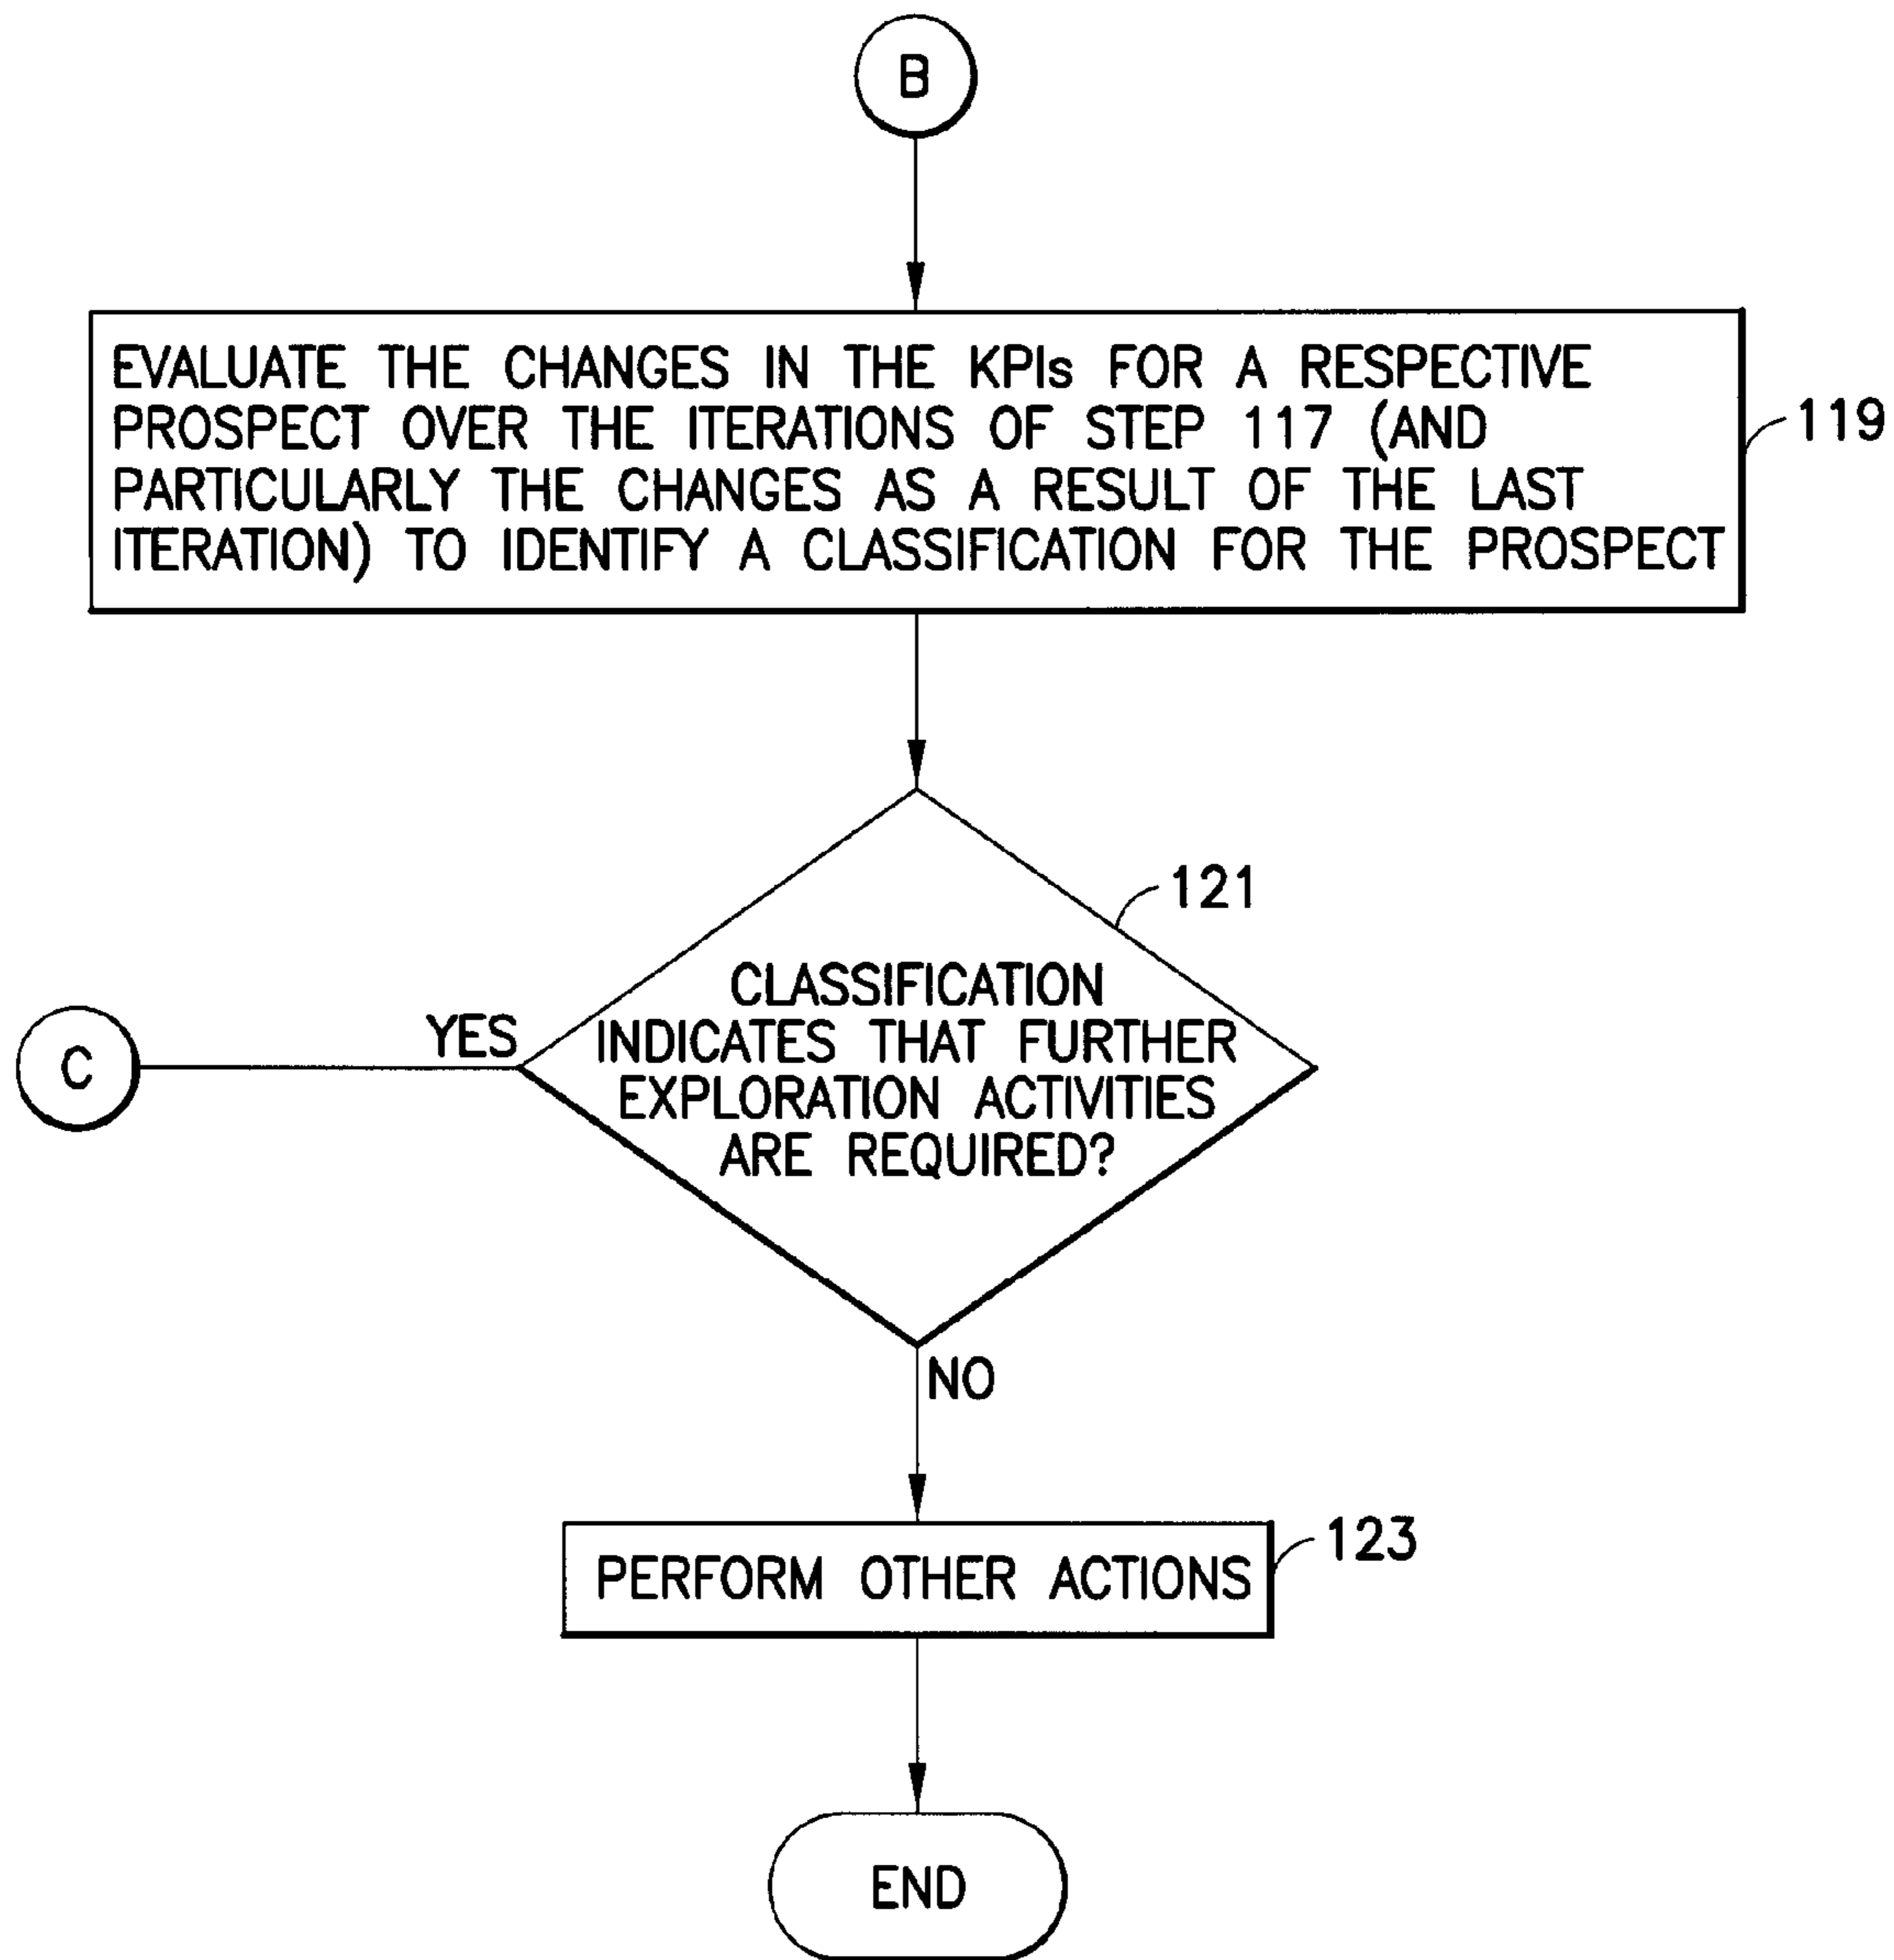 B
EVALUATE THE CHANGES IN THE KPIs FOR A RESPECTIVE
PROSPECT OVER THE ITERATIONS OF STEP 117 (AND
PARTICULARLY THE CHANGES AS A RESULT OF THE LAST
ITERATION) TO IDENTIFY A CLASSIFICATION FOR THE PROSPECT
119
121
CLASSIFICATION
INDICATES THAT FURTHER
EXPLORATION ACTIVITIES
ARE REQUIRED?
YES
C
NO
PERFORM OTHER ACTIONS
123
END